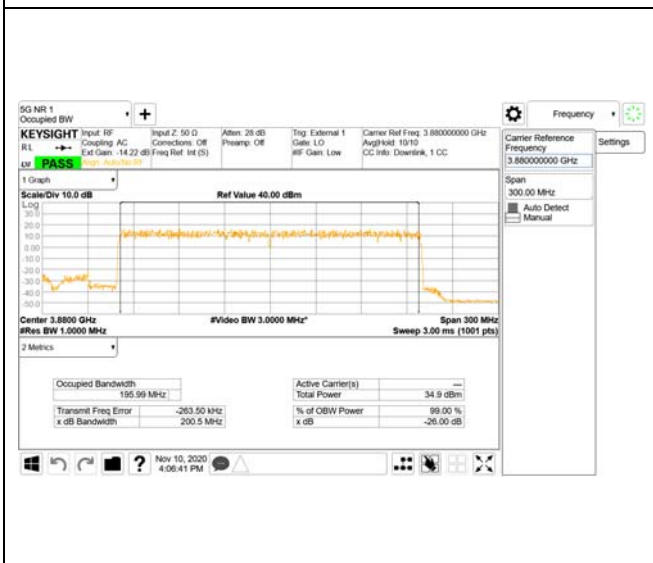 5G NR 1
Occupied BW
+
Frequency
KEYSIGHT
RL
PASS
Input: RF
Coupling: AC
Ext Gain: -14.22 dB
Align: Auto/No RF
Input Z: 50 Ω
Corrections: Off
Freq Ref: Int (S)
Atten: 28 dB
Preamp: Off
Trig: External 1
Gate: LO
#IF Gain: Low
Carrier Ref Freq: 3.880000000 GHz
Avg|Hold: 10/10
CC Info: Downlink, 1 CC
Carrier Reference
Frequency
3.880000000 GHz
Settings
Span
300.00 MHz
Auto Detect
Manual
1 Graph
Scale/Div 10.0 dB
Ref Value 40.00 dBm
Log
30.0
20.0
10.0
0.00
-10.0
-20.0
-30.0
-40.0
-50.0
Center 3.8800 GHz
#Video BW 3.0000 MHz*
Span 300 MHz
#Res BW 1.0000 MHz
Sweep 3.00 ms (1001 pts)
2 Metrics
Occupied Bandwidth
195.99 MHz
Active Carrier(s)
---
Total Power 34.9 dBm
Transmit Freq Error -263.50 kHz
% of OBW Power 99.00 %
x dB Bandwidth 200.5 MHz
x dB -26.00 dB
?
Nov 10, 2020
4:06:41 PM